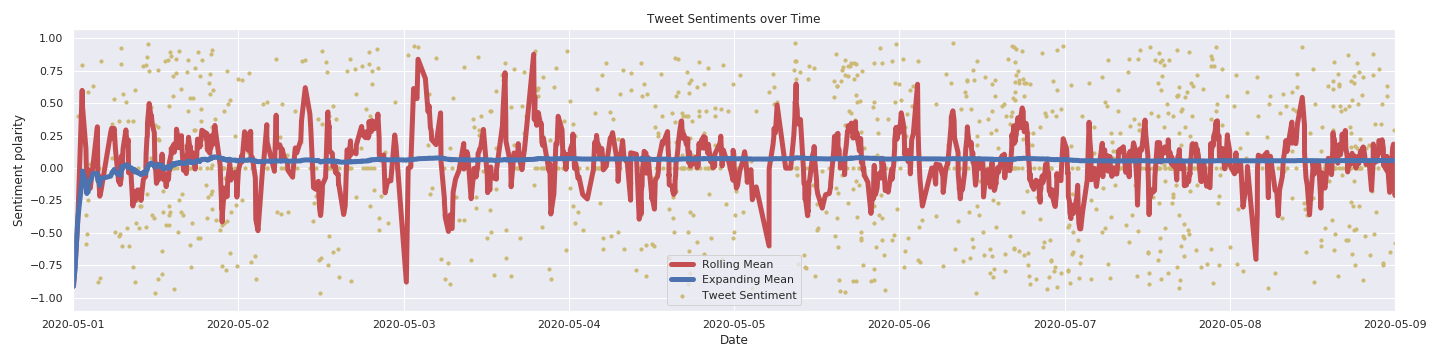 Tweet Sentiments over Time
Sentiment polarity
1.00
0.75
0.50
0.25
0.00
−0.25
−0.50
−0.75
−1.00
Rolling Mean
Expanding Mean
Tweet Sentiment
2020-05-01 2020-05-02 2020-05-03 2020-05-04 2020-05-05 2020-05-06 2020-05-07 2020-05-08 2020-05-09
Date